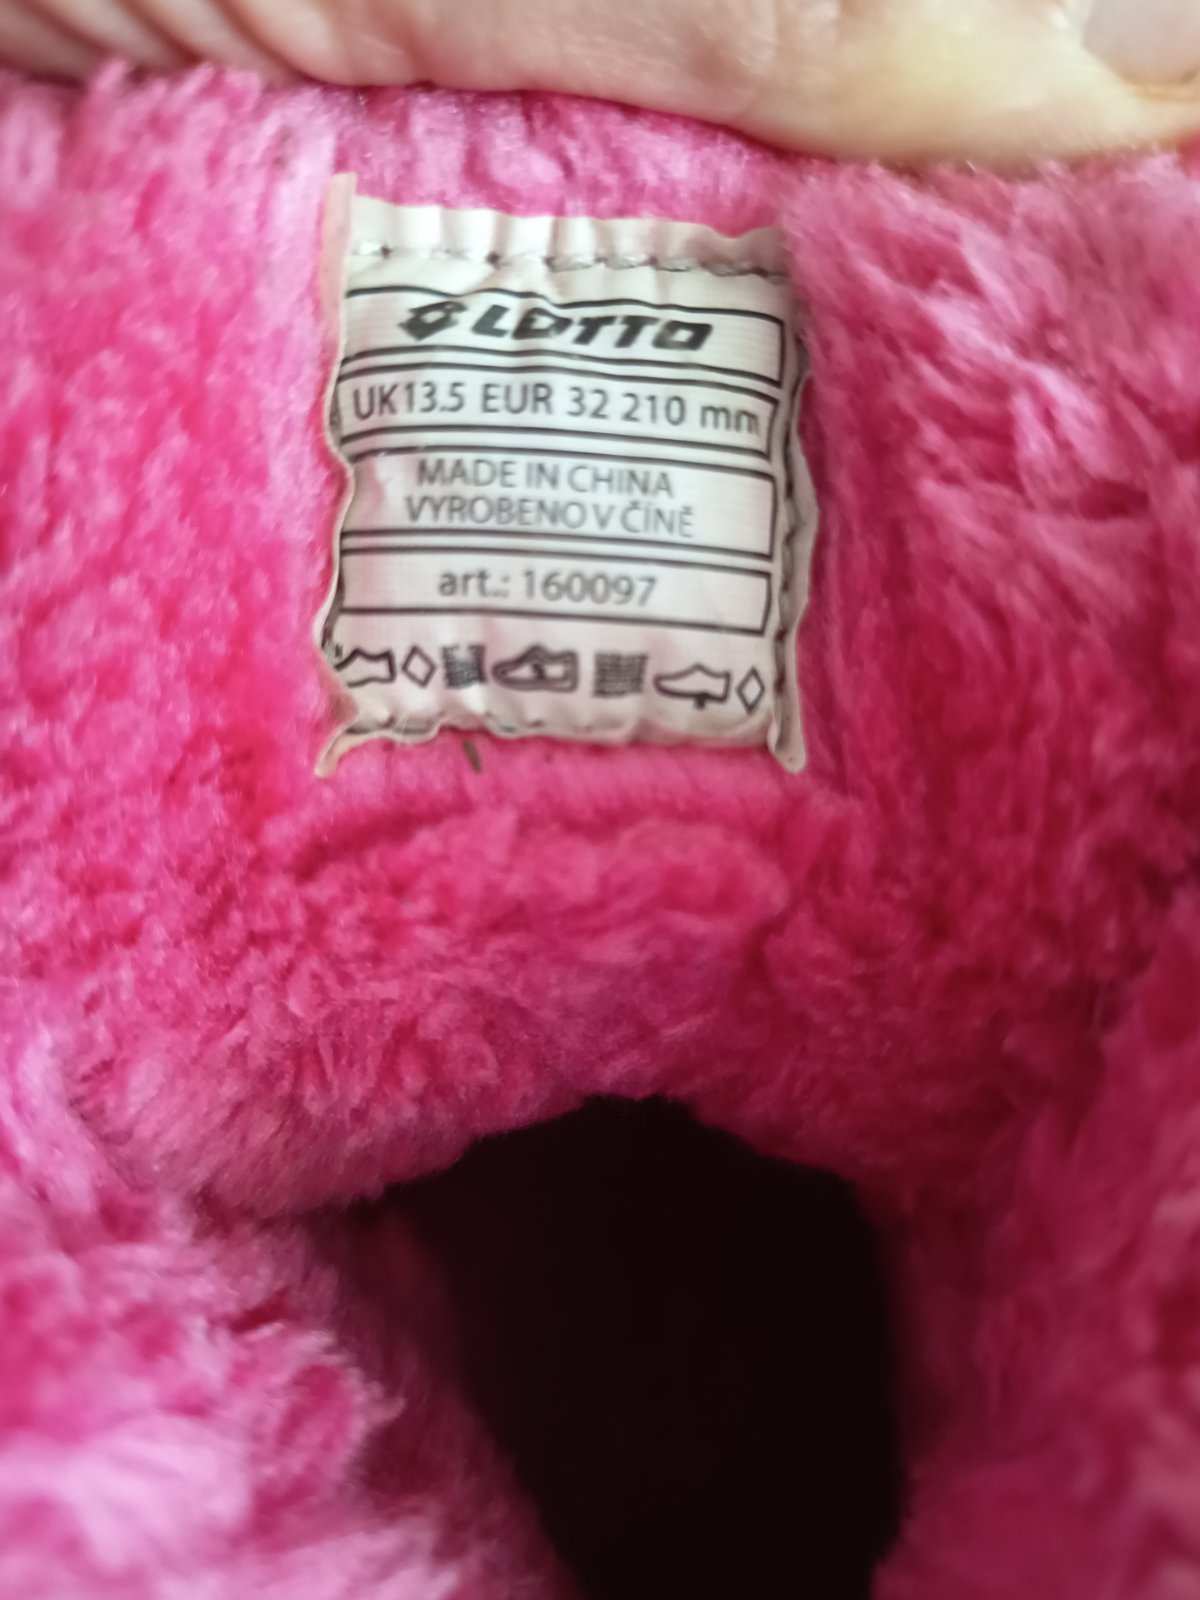 LOTTO
UK13.5 EUR 32 210 mm
MADE IN CHINA
VYROBENO V ČÍNĚ
art.: 160097